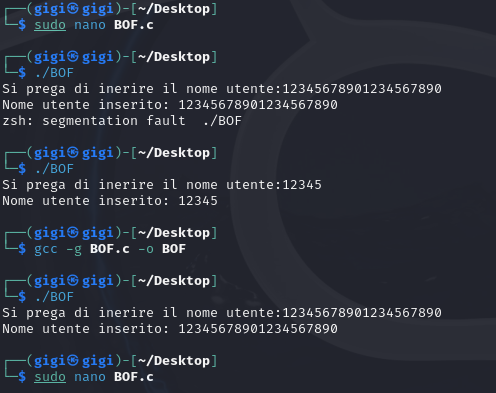 ┌──(gigi㉿gigi)-[~/Desktop]
└─$ sudo nano BOF.c
┌──(gigi㉿gigi)-[~/Desktop]
└─$ ./BOF
Si prega di inerire il nome utente:12345678901234567890
Nome utente inserito: 12345678901234567890
zsh: segmentation fault  ./BOF
┌──(gigi㉿gigi)-[~/Desktop]
└─$ ./BOF
Si prega di inerire il nome utente:12345
Nome utente inserito: 12345
┌──(gigi㉿gigi)-[~/Desktop]
└─$ gcc -g BOF.c -o BOF
┌──(gigi㉿gigi)-[~/Desktop]
└─$ ./BOF
Si prega di inerire il nome utente:12345678901234567890
Nome utente inserito: 12345678901234567890
┌──(gigi㉿gigi)-[~/Desktop]
└─$ sudo nano BOF.c